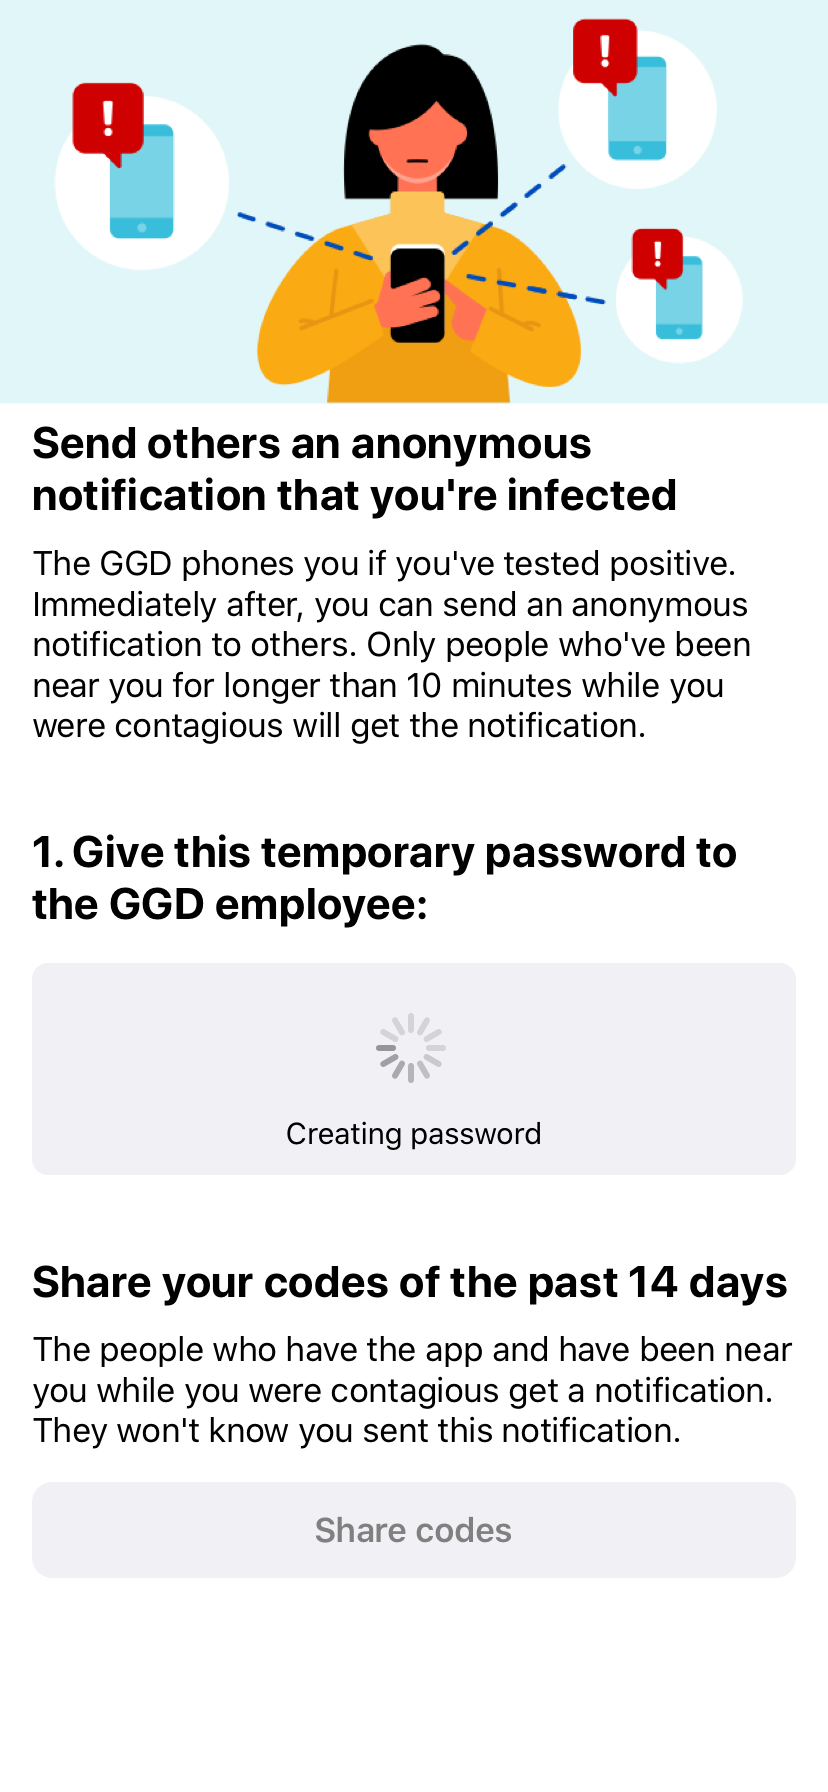 Send others an anonymous
notification that you're infected
The GGD phones you if you've tested positive.
Immediately after, you can send an anonymous
notification to others. Only people who've been
near you for longer than 10 minutes while you
were contagious will get the notification.
1. Give this temporary password to
the GGD employee:
Creating password
Share your codes of the past 14 days
The people who have the app and have been near
you while you were contagious get a notification.
They won't know you sent this notification.
Share codes